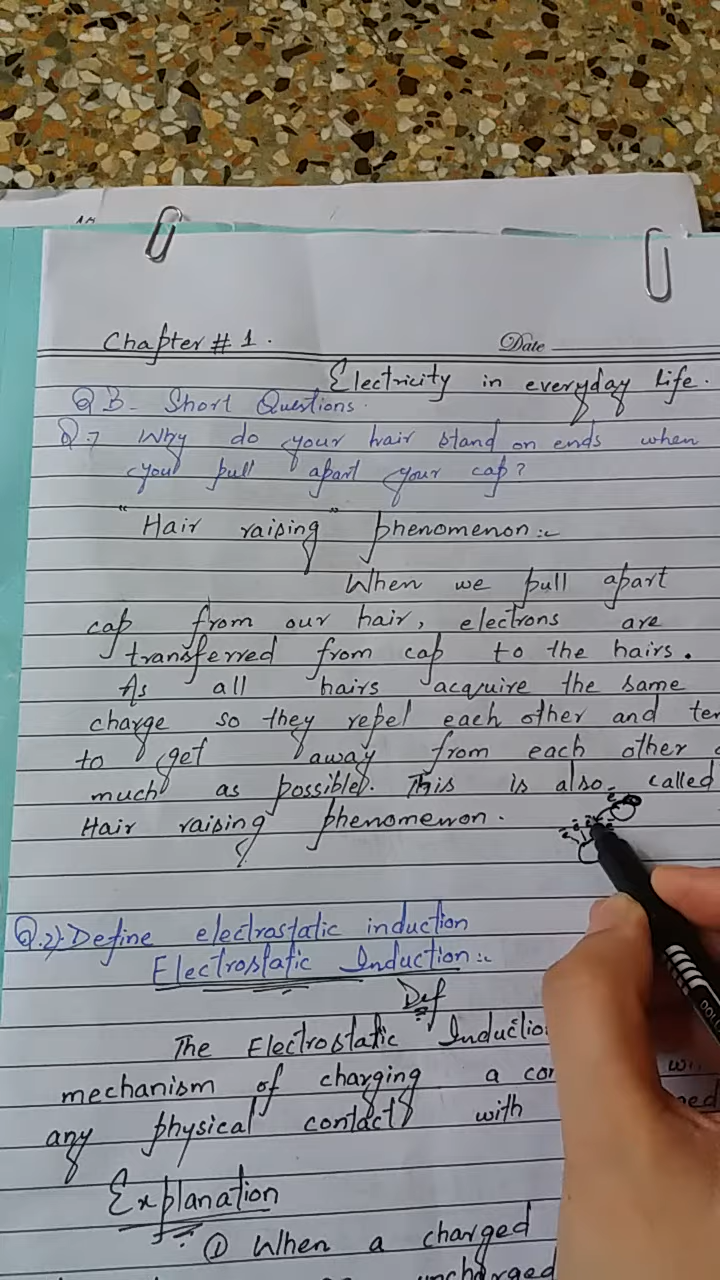 Chapter # 1.
Date
Electricity in everyday life.
Q B- Short Questions.
Q.1 Why do your hair stand on ends when
you pull apart your cap?
"Hair raising" phenomenon:-
When we pull apart
cap from our hair, electrons are
transferred from cap to the hairs.
As all hairs acquire the same
charge so they repel each other and
to get away from each other
much as possible. This is also called
Hair raising phenomenon.
Q.2) Define electrostatic induction
Electrostatic Induction:-
Def
The Electrostatic Inductio
mechanism of charging a
any physical contact with
Explanation
① When a charged
uncharged